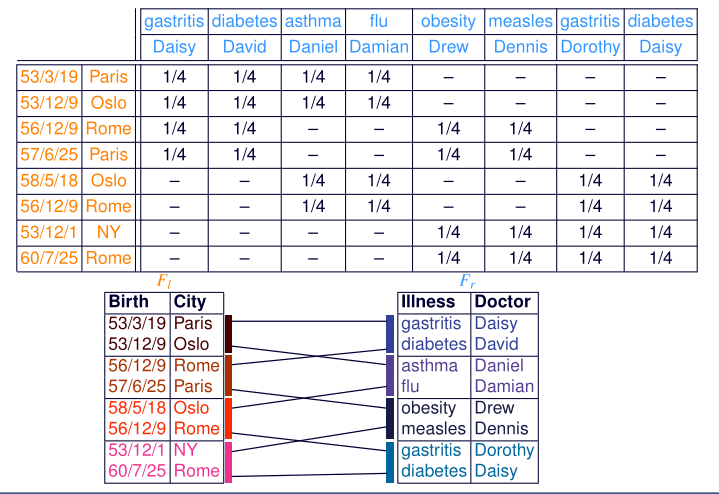 gastritis diabetes asthma flu obesity measles gastritis diabetes
Daisy David Daniel Damian Drew Dennis Dorothy Daisy
53/3/19 Paris 1/4 1/4 1/4 1/4 – – – –
53/12/9 Oslo 1/4 1/4 1/4 1/4 – – – –
56/12/9 Rome 1/4 1/4 – – 1/4 1/4 – –
57/6/25 Paris 1/4 1/4 – – 1/4 1/4 – –
58/5/18 Oslo – – 1/4 1/4 – – 1/4 1/4
56/12/9 Rome – – 1/4 1/4 – – 1/4 1/4
53/12/1 NY – – – – 1/4 1/4 1/4 1/4
60/7/25 Rome – – – – 1/4 1/4 1/4 1/4
Fl Fr
Birth City Illness Doctor
53/3/19 Paris gastritis Daisy
53/12/9 Oslo diabetes David
56/12/9 Rome asthma Daniel
57/6/25 Paris flu Damian
58/5/18 Oslo obesity Drew
56/12/9 Rome measles Dennis
53/12/1 NY gastritis Dorothy
60/7/25 Rome diabetes Daisy